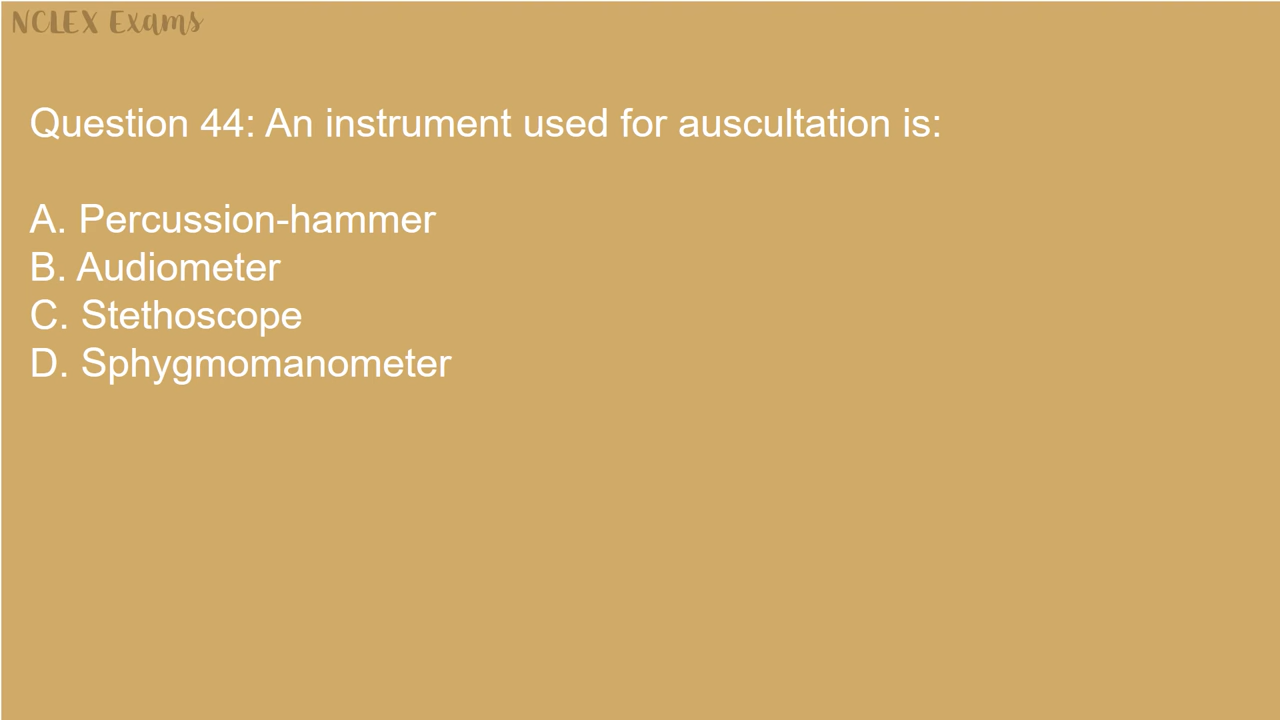 NCLEX Exams
Question 44: An instrument used for auscultation is:
A. Percussion-hammer
B. Audiometer
C. Stethoscope
D. Sphygmomanometer